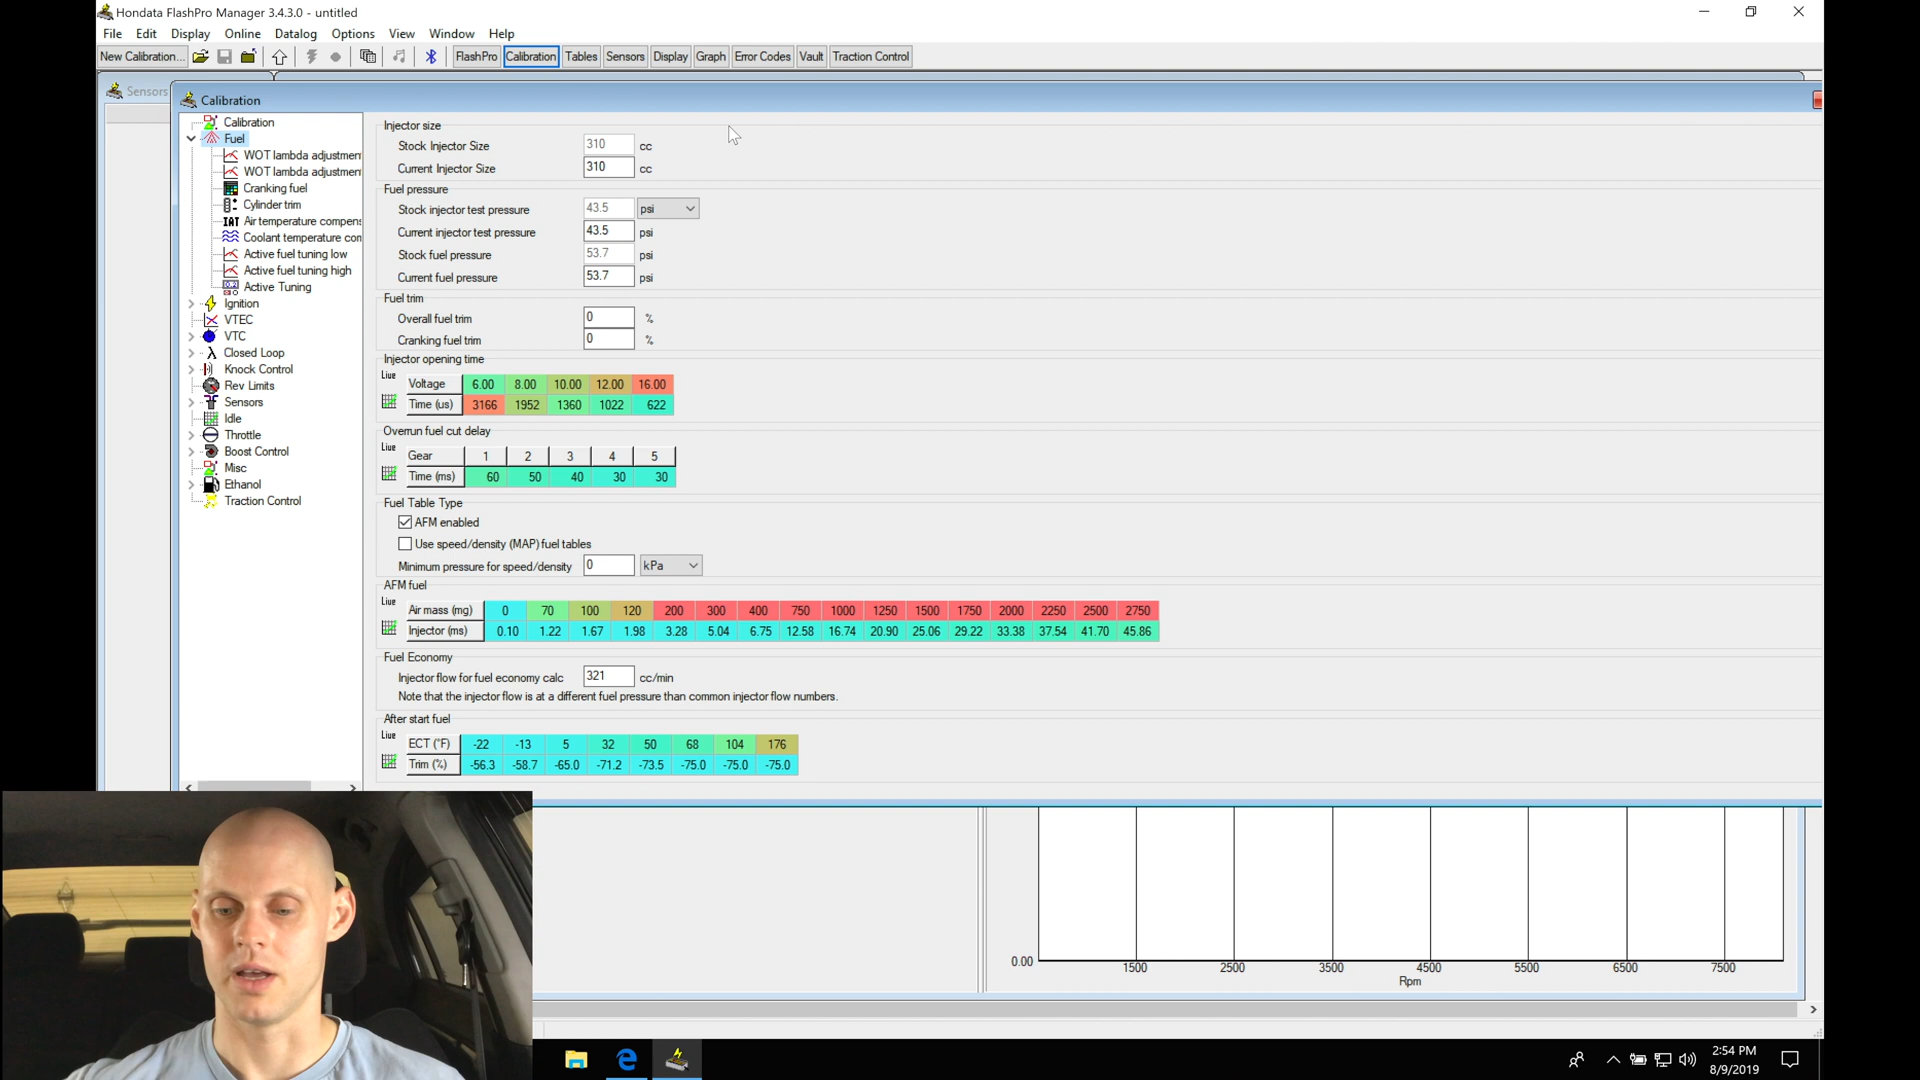 Hondata FlashPro Manager 3.4.3.0 - untitled
File Edit Display Online Datalog Options View Window Help
New Calibration... FlashPro Calibration Tables Sensors Display Graph Error Codes Vault Traction Control
Sensors
Calibration
Calibration
Fuel
WOT lambda adjustmen
WOT lambda adjustmen
Cranking fuel
Cylinder trim
IAT Air temperature compens
Coolant temperature con
Active fuel tuning low
Active fuel tuning high
Active Tuning
Ignition
VTEC
VTC
Closed Loop
Knock Control
Rev Limits
Sensors
Idle
Throttle
Boost Control
Misc
Ethanol
Traction Control
Injector size
Stock Injector Size 310 cc
Current Injector Size 310 cc
Fuel pressure
Stock injector test pressure 43.5 psi
Current injector test pressure 43.5 psi
Stock fuel pressure 53.7 psi
Current fuel pressure 53.7 psi
Fuel trim
Overall fuel trim 0 %
Cranking fuel trim 0 %
Injector opening time
Live Voltage 6.00 8.00 10.00 12.00 16.00
Time (us) 3166 1952 1360 1022 622
Overrun fuel cut delay
Live Gear 1 2 3 4 5
Time (ms) 60 50 40 30 30
Fuel Table Type
AFM enabled
Use speed/density (MAP) fuel tables
Minimum pressure for speed/density 0 kPa
AFM fuel
Live Air mass (mg) 0 70 100 120 200 300 400 750 1000 1250 1500 1750 2000 2250 2500 2750
Injector (ms) 0.10 1.22 1.67 1.98 3.28 5.04 6.75 12.58 16.74 20.90 25.06 29.22 33.38 37.54 41.70 45.86
Fuel Economy
Injector flow for fuel economy calc 321 cc/min
Note that the injector flow is at a different fuel pressure than common injector flow numbers.
After start fuel
Live ECT (°F) -22 -13 5 32 50 68 104 176
Trim (%) -56.3 -58.7 -65.0 -71.2 -73.5 -75.0 -75.0 -75.0
0.00
1500 2500 3500 4500 5500 6500 7500
Rpm
2:54 PM
8/9/2019